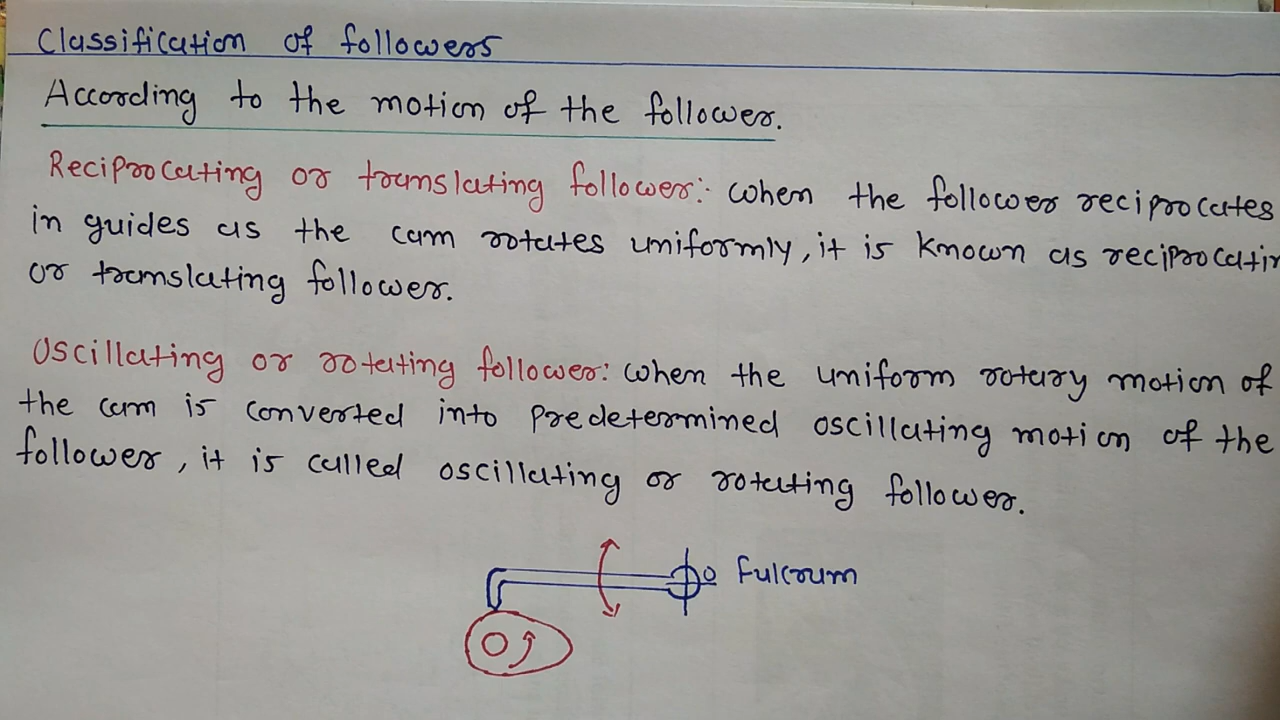 Classification of followers
According to the motion of the follower.
Reciprocating or translating follower: When the follower reciprocates
in guides as the cam rotates uniformly, it is known as reciprocatin
or translating follower.
Oscillating or rotating follower: When the uniform rotary motion of
the cam is converted into predetermined oscillating motion of the
follower, it is called oscillating or rotating follower.
O Fulcrum